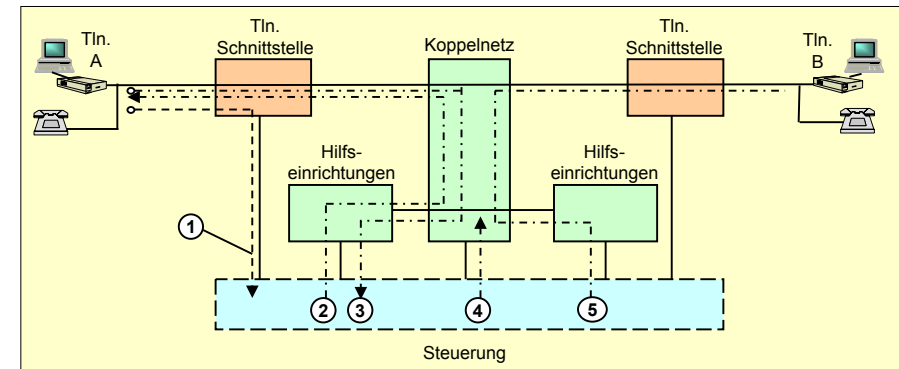 Tln.
A
Tln.
Schnittstelle
Koppelnetz
Tln.
Schnittstelle
Tln.
B
Hilfs-
einrichtungen
Hilfs-
einrichtungen
1
2
3
4
5
Steuerung